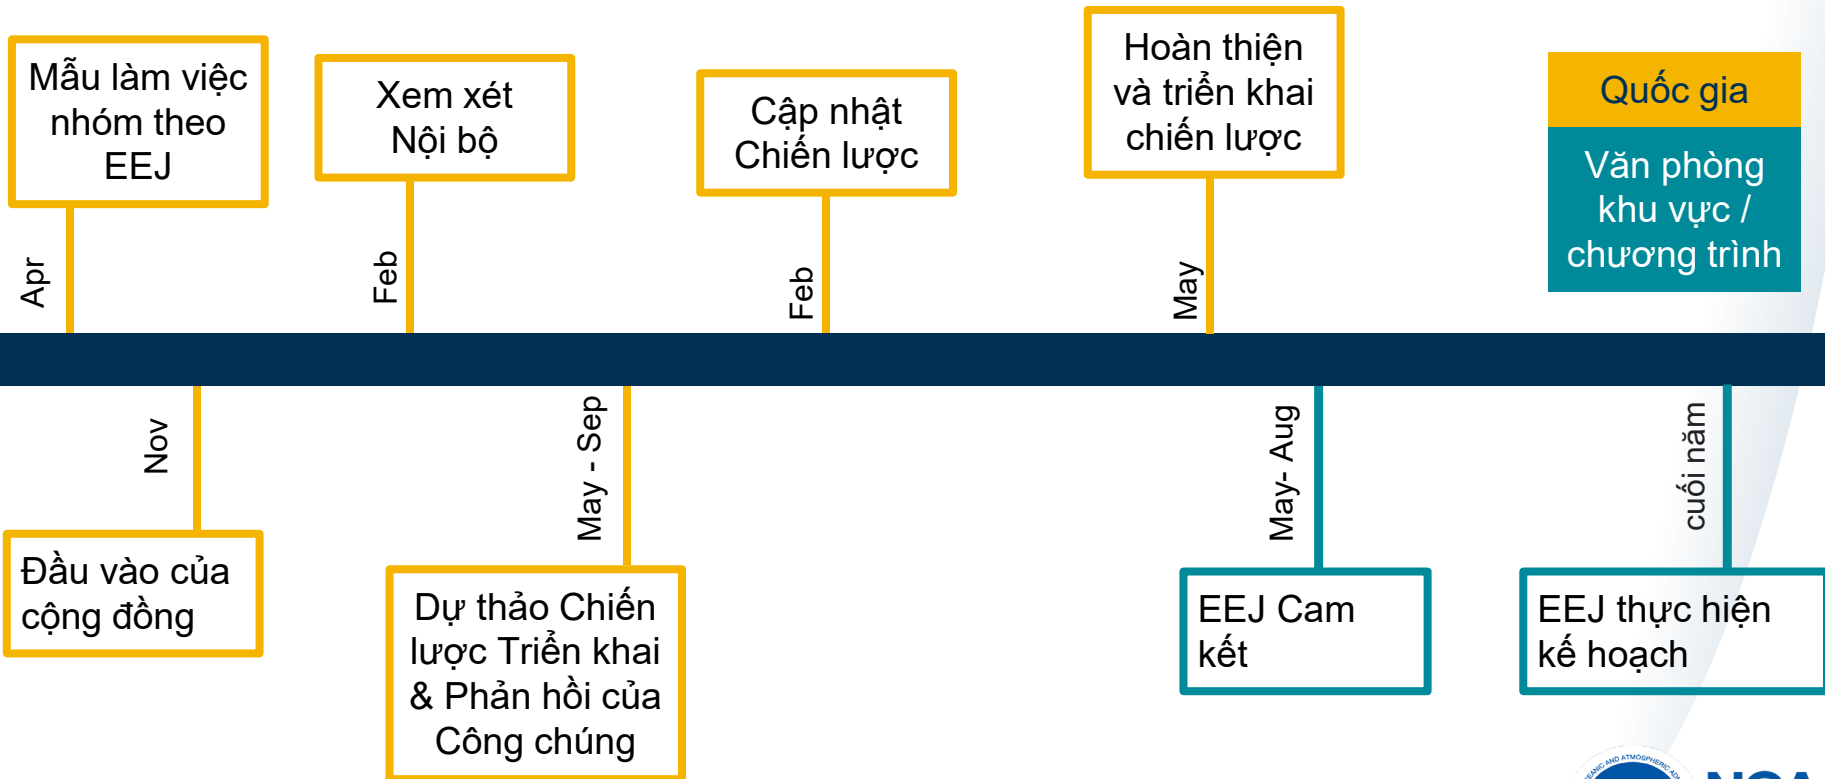 Mẫu làm việc
nhóm theo
EEJ
Xem xét
Nội bộ
Cập nhật
Chiến lược
Hoàn thiện
và triển khai
chiến lược
Quốc gia
Văn phòng
khu vực /
chương trình
Apr
Feb
Feb
May
Nov
May - Sep
May- Aug
cuối năm
Đầu vào của
cộng đồng
Dự thảo Chiến
lược Triển khai
& Phản hồi của
Công chúng
EEJ Cam
kết
EEJ thực hiện
kế hoạch